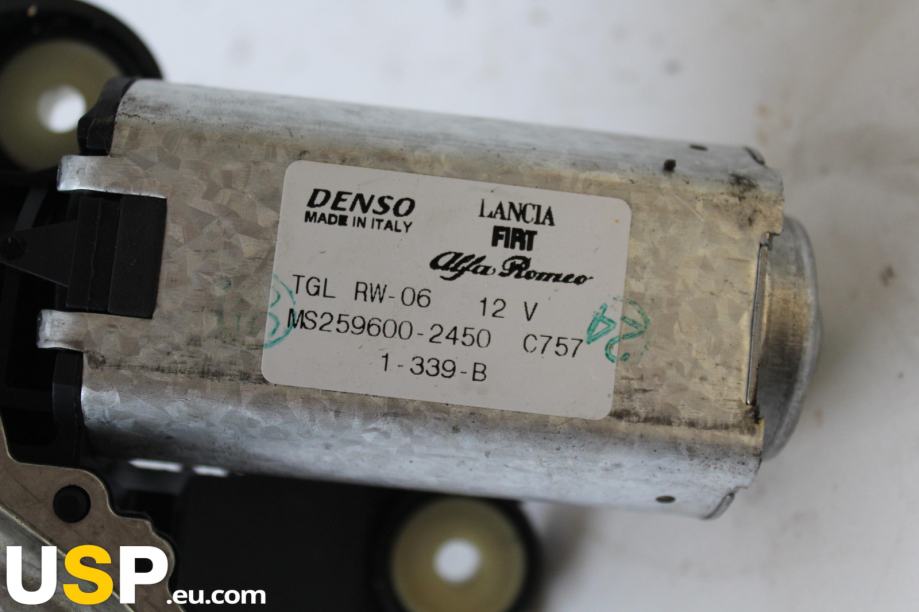 DENSO
MADE IN ITALY
LANCIA
FIAT
Alfa Romeo
TGL RW-06 12 V
MS259600-2450 C757
1-339-B
24
USP.eu.com